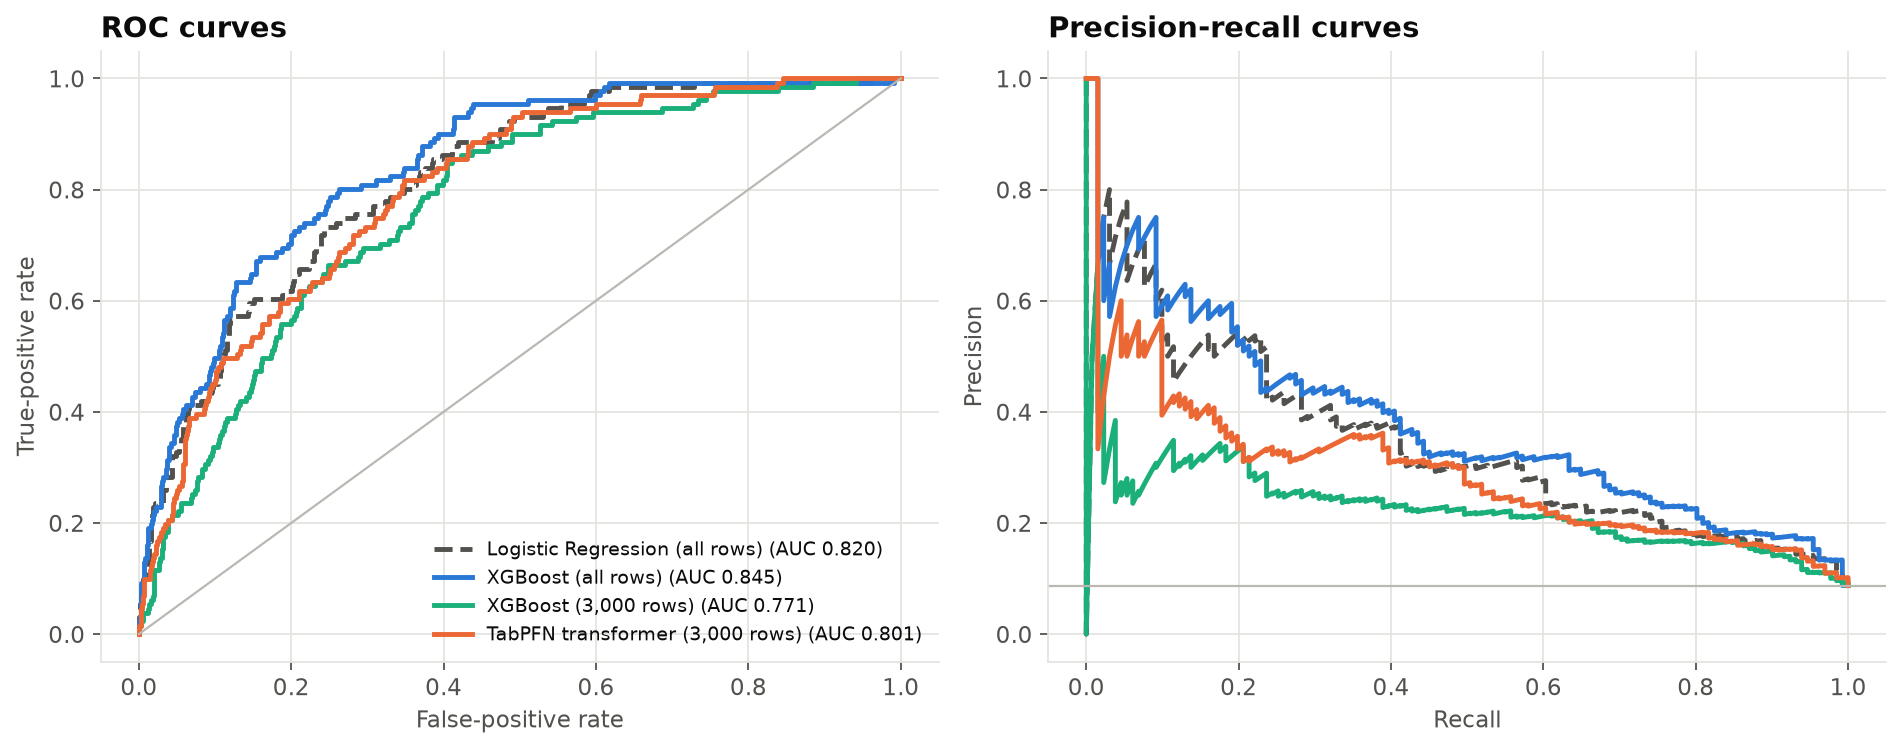 ROC curves
1.0
0.8
0.6
0.4
0.2
0.0
True-positive rate
Logistic Regression (all rows) (AUC 0.820)
XGBoost (all rows) (AUC 0.845)
XGBoost (3,000 rows) (AUC 0.771)
TabPFN transformer (3,000 rows) (AUC 0.801)
0.0 0.2 0.4 0.6 0.8 1.0
False-positive rate
Precision-recall curves
1.0
0.8
0.6
0.4
0.2
0.0
Precision
0.0 0.2 0.4 0.6 0.8 1.0
Recall